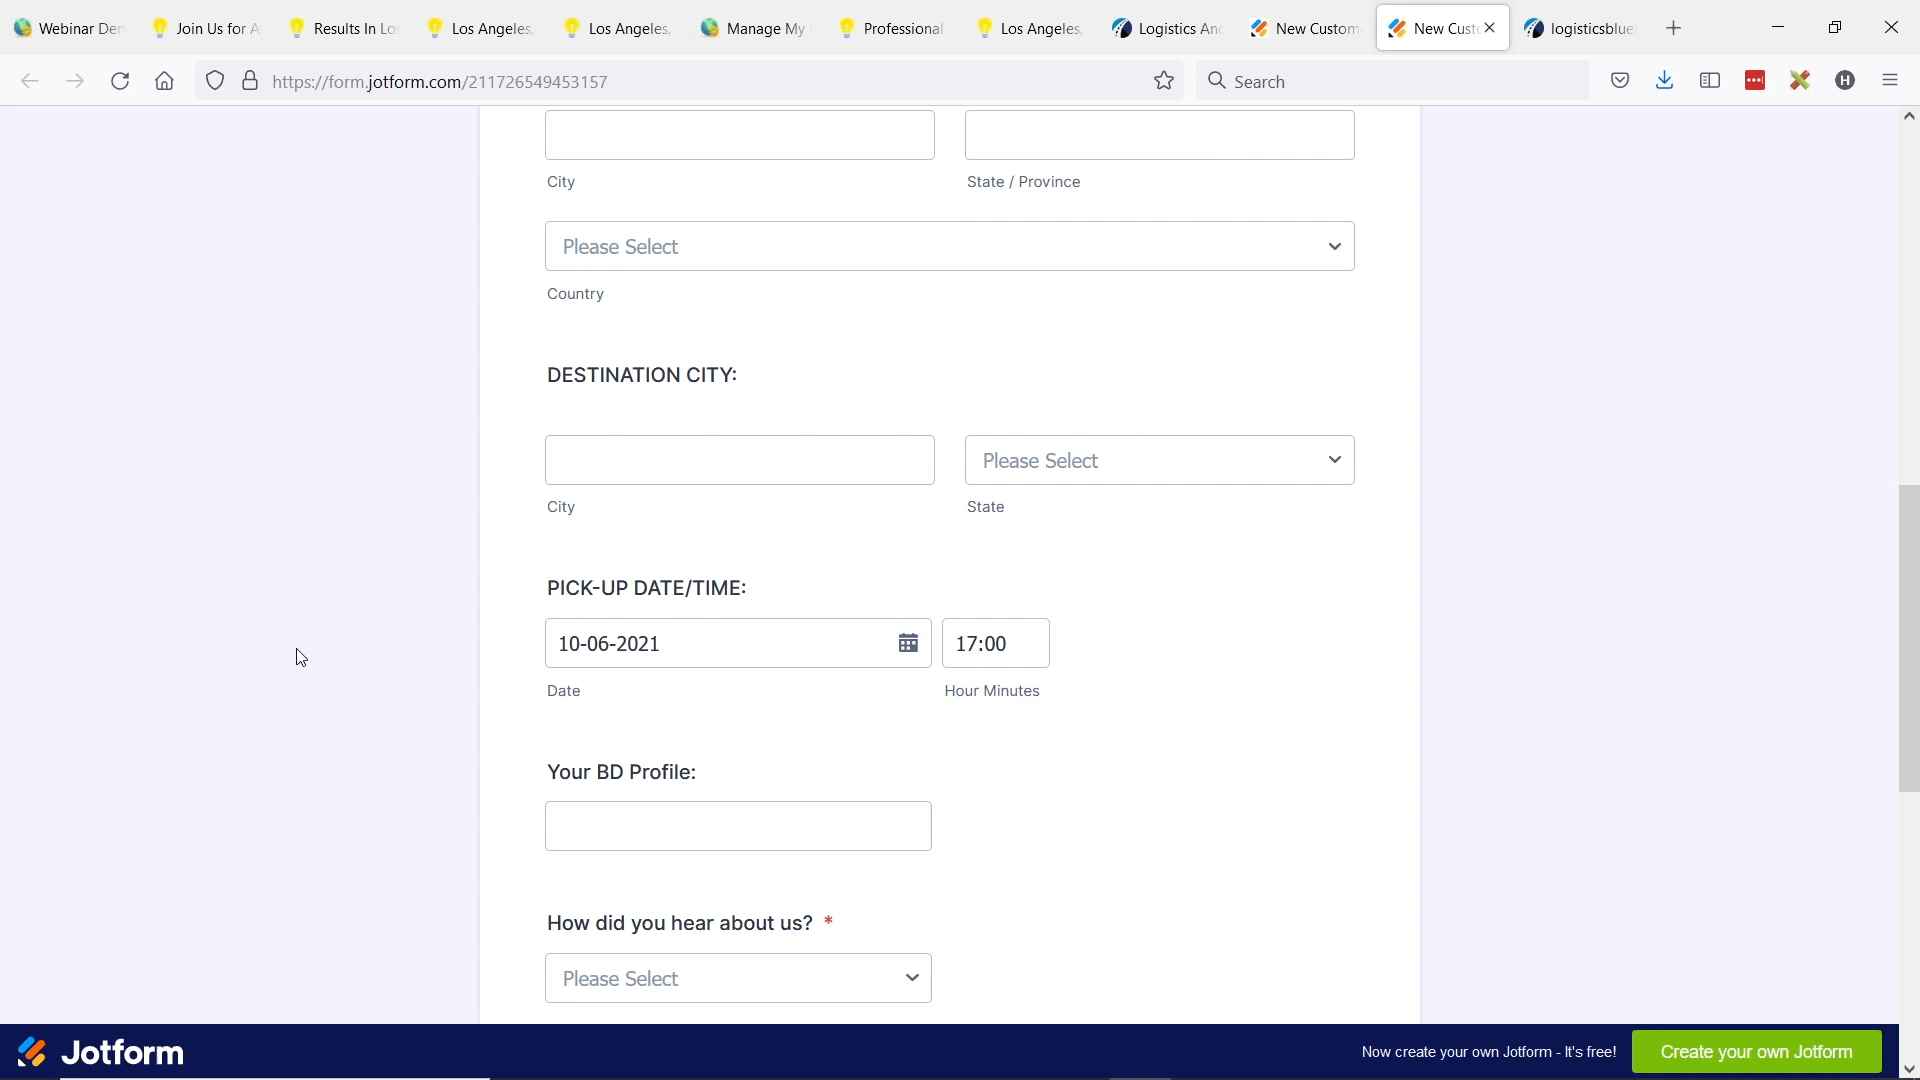 Webinar Den
Join Us for A
Results In Los
Los Angeles,
Los Angeles,
Manage My
Professional
Los Angeles,
Logistics And
New Custom
New Cust
logisticsblue
https://form.jotform.com/211726549453157
Search
City
State / Province
Please Select
Country
DESTINATION CITY:
Please Select
City
State
PICK-UP DATE/TIME:
10-06-2021
17:00
Date
Hour Minutes
Your BD Profile:
How did you hear about us? *
Please Select
Jotform
Now create your own Jotform - It's free!
Create your own Jotform